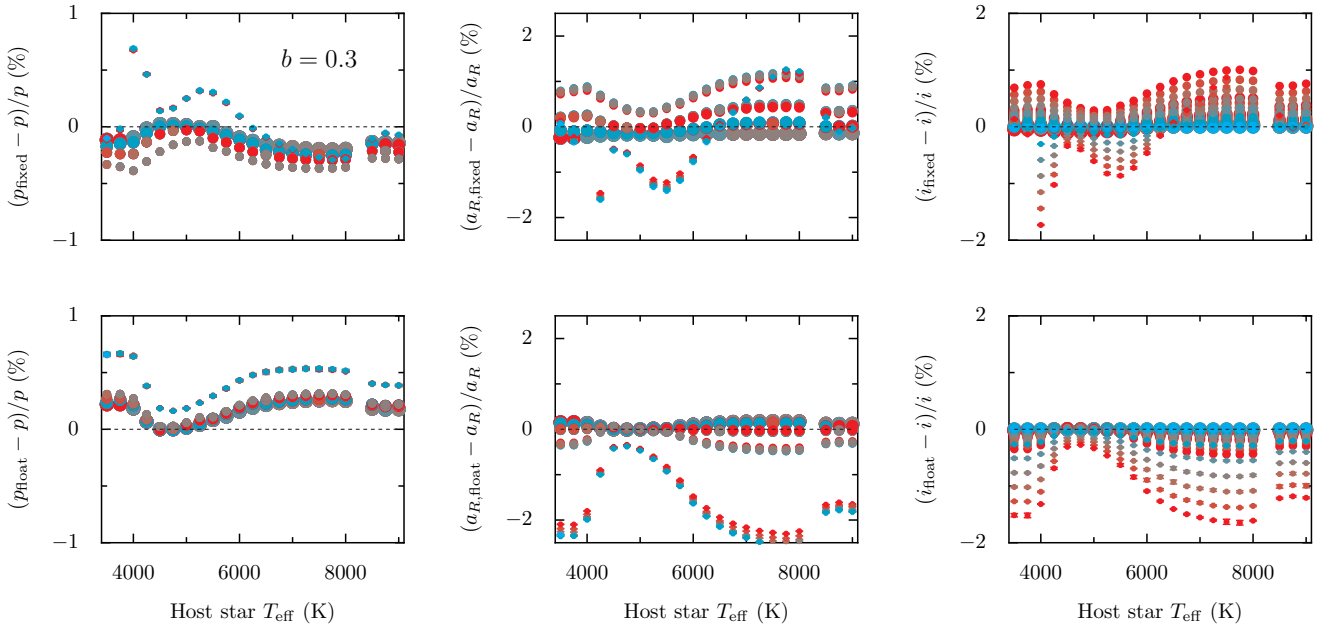 1
0
−1
(p_fixed − p)/p (%)
b = 0.3
2
0
−2
(a_R,fixed − a_R)/a_R (%)
2
0
−2
(i_fixed − i)/i (%)
1
0
−1
(p_float − p)/p (%)
4000 6000 8000
Host star T_eff (K)
2
0
−2
(a_R,float − a_R)/a_R (%)
4000 6000 8000
Host star T_eff (K)
2
0
−2
(i_float − i)/i (%)
4000 6000 8000
Host star T_eff (K)